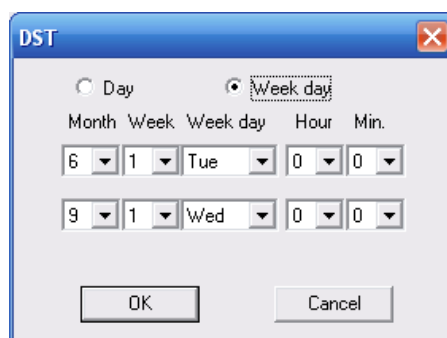 DST
Day Week day
Month Week Week day Hour Min.
6 1 Tue 0 0
9 1 Wed 0 0
OK Cancel